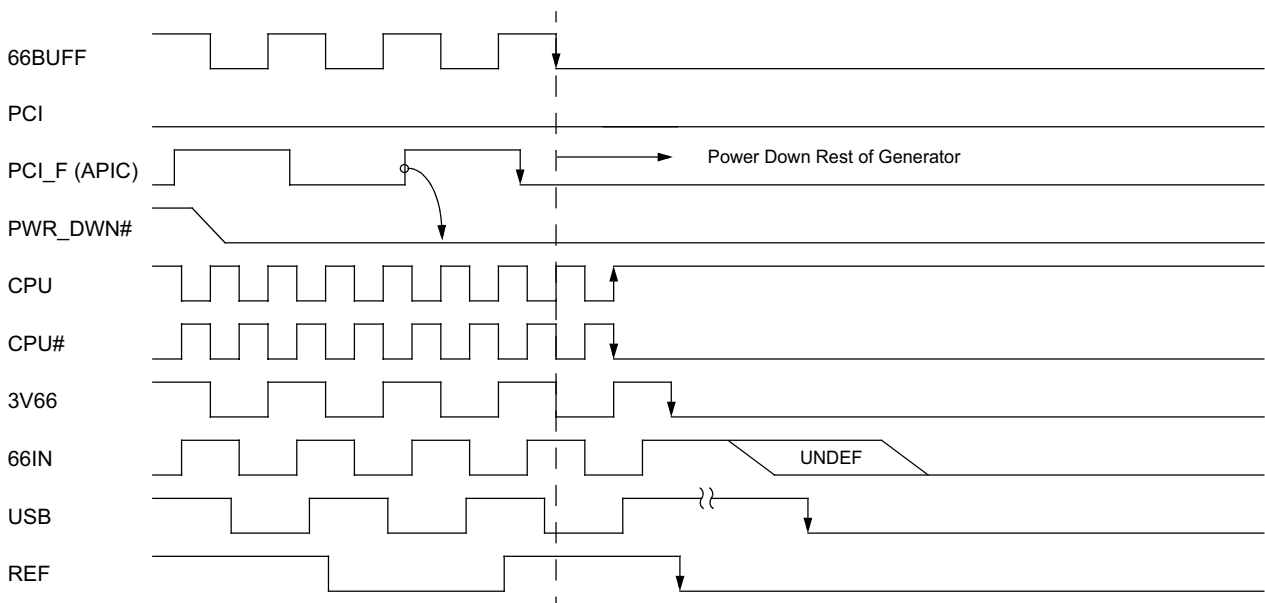 66BUFF
PCI
PCI_F (APIC)
Power Down Rest of Generator
PWR_DWN#
CPU
CPU#
3V66
66IN
UNDEF
USB
REF